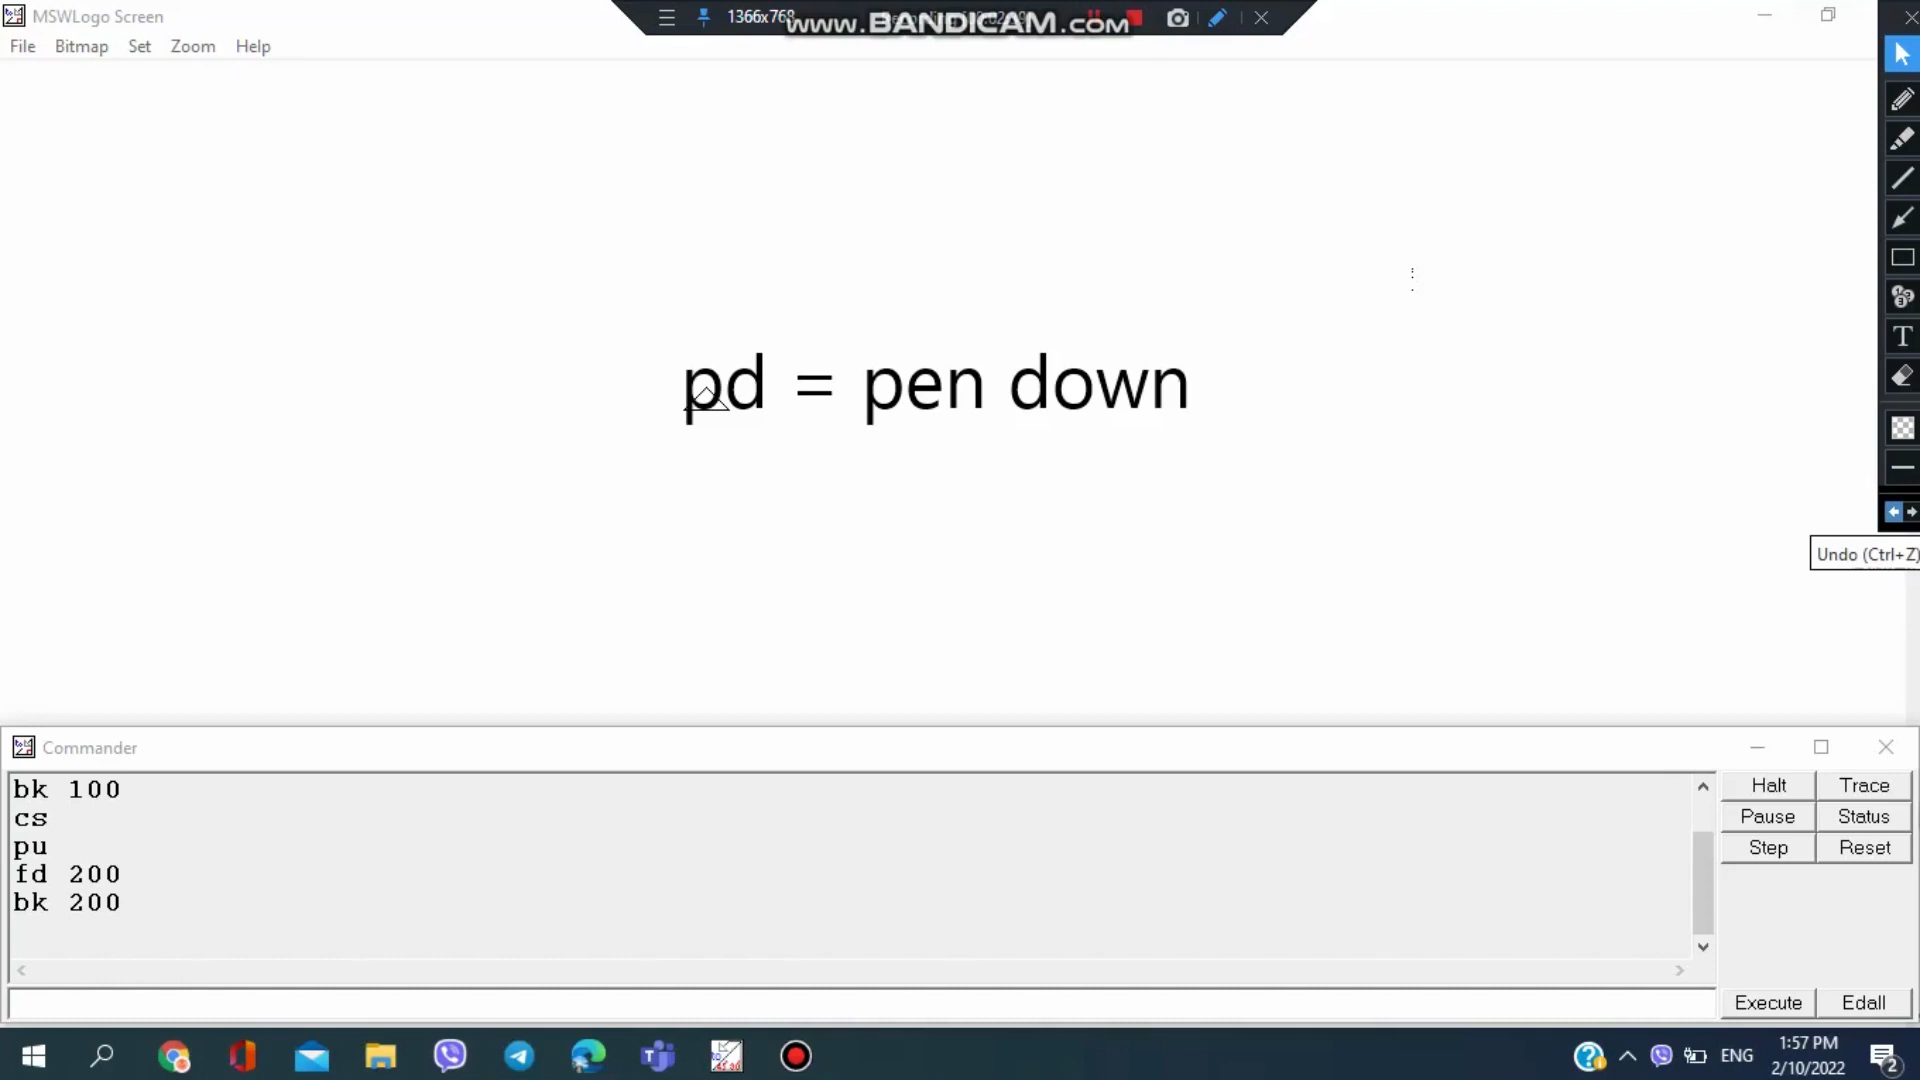 MSWLogo Screen
1366x768
www.BANDICAM.com
File Bitmap Set Zoom Help
pd = pen down
T
Undo (Ctrl+Z)
Commander
bk 100
cs
pu
fd 200
bk 200
Halt Trace
Pause Status
Step Reset
Execute Edall
ENG
1:57 PM
2/10/2022
2